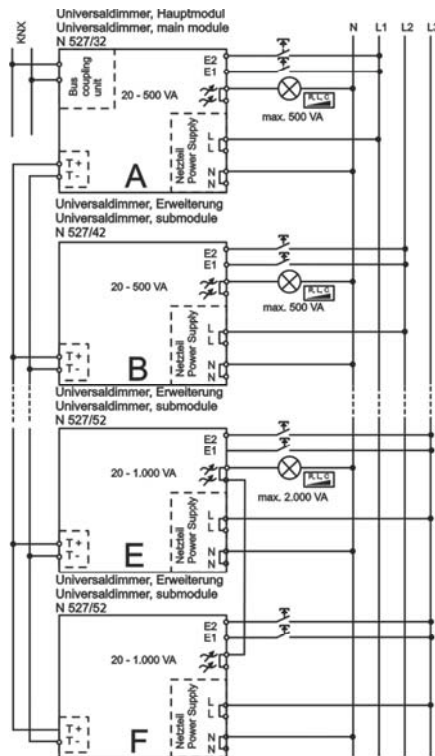 KNX
Universaldimmer, Hauptmodul
Universaldimmer, main module
N 527/32
N L1 L2 L3
Bus coupling unit
E2
E1
20 - 500 VA
R,L,C
max. 500 VA
Netzteil
Power Supply
L
L
N
N
T+
T-
A
Universaldimmer, Erweiterung
Universaldimmer, submodule
N 527/42
E2
E1
20 - 500 VA
R,L,C
max. 500 VA
Netzteil
Power Supply
L
L
N
N
T+
T-
B
Universaldimmer, Erweiterung
Universaldimmer, submodule
N 527/52
E2
E1
20 - 1.000 VA
R,L,C
max. 2.000 VA
Netzteil
Power Supply
L
L
N
N
T+
T-
E
Universaldimmer, Erweiterung
Universaldimmer, submodule
N 527/52
E2
E1
20 - 1.000 VA
Netzteil
Power Supply
L
L
N
N
T+
T-
F